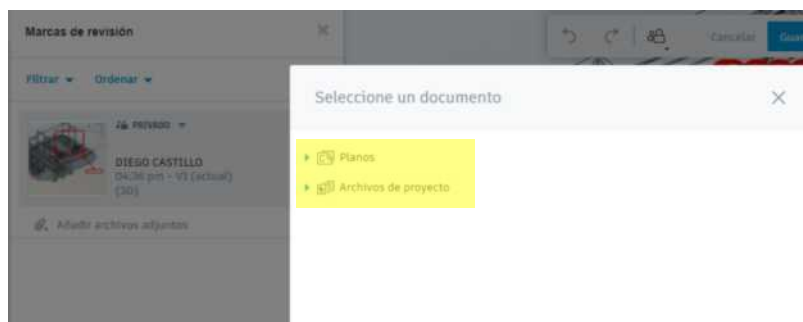 Marcas de revisión
Filtrar
Ordenar
PRIVADO
DIEGO CASTILLO
04:36 pm - V1 (actual)
(3D)
Añadir archivos adjuntos
Cancelar
Guar
Seleccione un documento
Planos
Archivos de proyecto